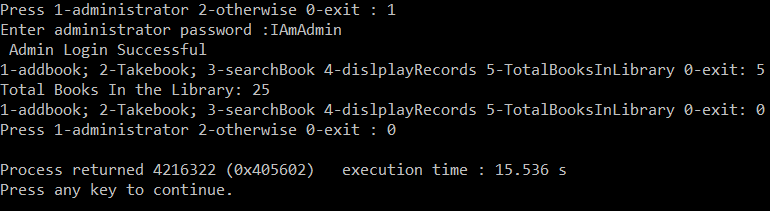 Press 1-administrator 2-otherwise 0-exit : 1
Enter administrator password :IAmAdmin
 Admin Login Successful
1-addbook; 2-Takebook; 3-searchBook 4-dislplayRecords 5-TotalBooksInLibrary 0-exit: 5
Total Books In the Library: 25
1-addbook; 2-Takebook; 3-searchBook 4-dislplayRecords 5-TotalBooksInLibrary 0-exit: 0
Press 1-administrator 2-otherwise 0-exit : 0

Process returned 4216322 (0x405602)   execution time : 15.536 s
Press any key to continue.